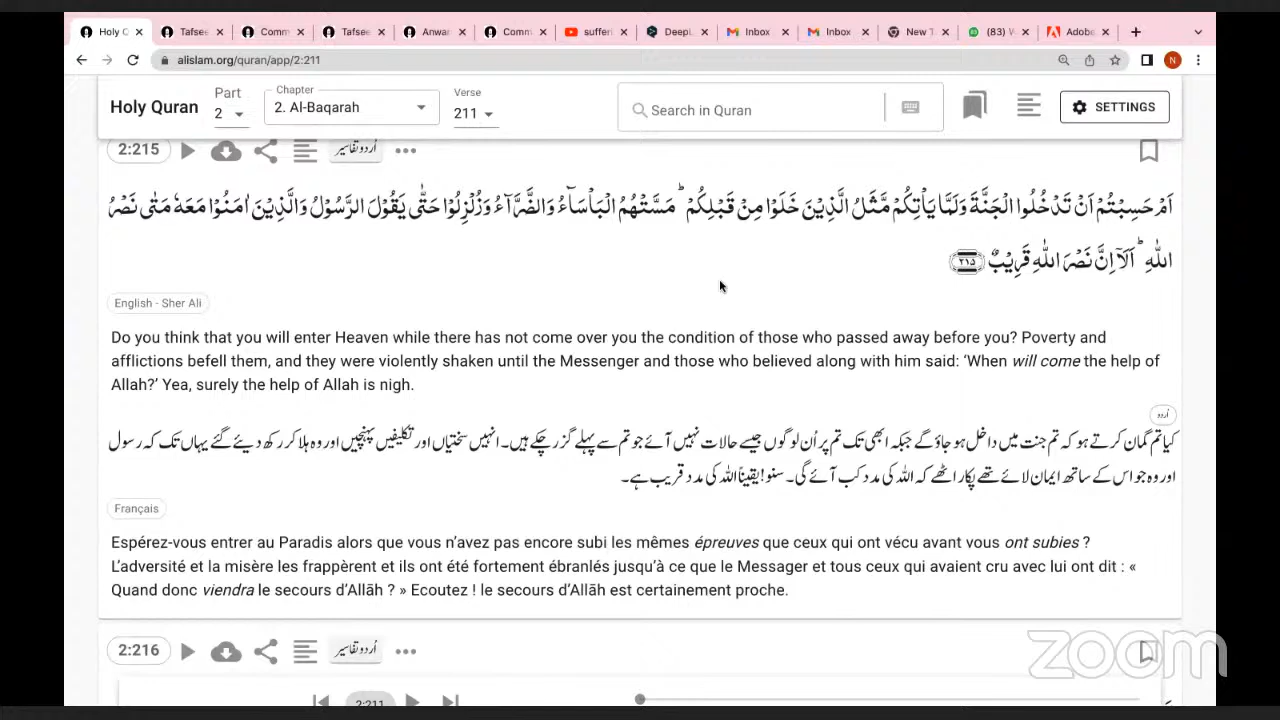 Holy Q
Tafsee
Comm
Tafsee
Anwar
Comm
sufferi
DeepL
Inbox
Inbox
New T
(83) W
Adobe
alislam.org/quran/app/2:211
N
Holy Quran
Part
2
Chapter
2. Al-Baqarah
Verse
211
Search in Quran
SETTINGS
2:215
اُردو تفاسیر
اَمۡ حَسِبۡتُمۡ اَنۡ تَدۡخُلُوا الۡجَنَّۃَ وَلَمَّا یَاۡتِکُمۡ مَّثَلُ الَّذِیۡنَ خَلَوۡا مِنۡ قَبۡلِکُمۡ ؕ مَسَّتۡہُمُ الۡبَاۡسَآءُ وَالضَّرَّآءُ وَزُلۡزِلُوۡا حَتّٰی یَقُوۡلَ الرَّسُوۡلُ وَالَّذِیۡنَ اٰمَنُوۡا مَعَہٗ مَتٰی نَصۡرُ
اللّٰہِ ؕ اَلَاۤ اِنَّ نَصۡرَ اللّٰہِ قَرِیۡبٌ ﴿۲۱۵﴾
English - Sher Ali
Do you think that you will enter Heaven while there has not come over you the condition of those who passed away before you? Poverty and
afflictions befell them, and they were violently shaken until the Messenger and those who believed along with him said: ‘When will come the help of
Allah?’ Yea, surely the help of Allah is nigh.
اُردو
کیا تم گمان کرتے ہو کہ تم جنت میں داخل ہو جاؤ گے جبکہ ابھی تک تم پر اُن لوگوں جیسے حالات نہیں آئے جو تم سے پہلے گزر چکے ہیں۔ انہیں سختیاں اور تکلیفیں پہنچیں اور وہ ہلا کر رکھ دیئے گئے یہاں تک کہ رسول
اور وہ جو اس کے ساتھ ایمان لائے تھے پکار اٹھے کہ اللہ کی مدد کب آئے گی۔ سنو! یقیناً اللہ کی مدد قریب ہے۔
Français
Espérez-vous entrer au Paradis alors que vous n’avez pas encore subi les mêmes épreuves que ceux qui ont vécu avant vous ont subies ?
L’adversité et la misère les frappèrent et ils ont été fortement ébranlés jusqu’à ce que le Messager et tous ceux qui avaient cru avec lui ont dit : «
Quand donc viendra le secours d’Allāh ? » Ecoutez ! le secours d’Allāh est certainement proche.
2:216
اُردو تفاسیر
zoom
2:211